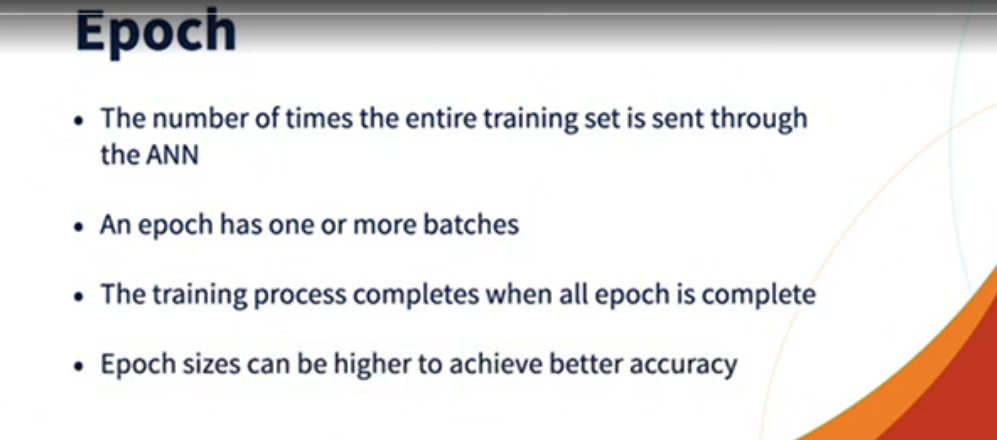 Epoch
• The number of times the entire training set is sent through
the ANN
• An epoch has one or more batches
• The training process completes when all epoch is complete
• Epoch sizes can be higher to achieve better accuracy